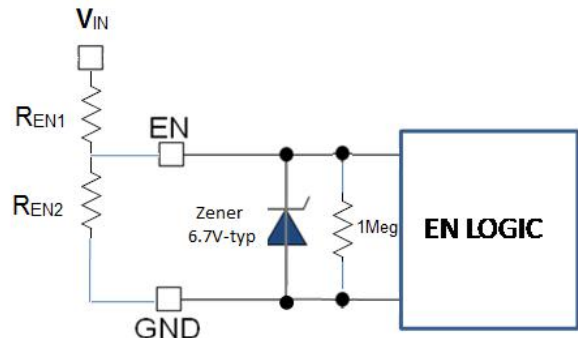 VIN
REN1
EN
REN2
Zener
6.7V-typ
1Meg
EN LOGIC
GND